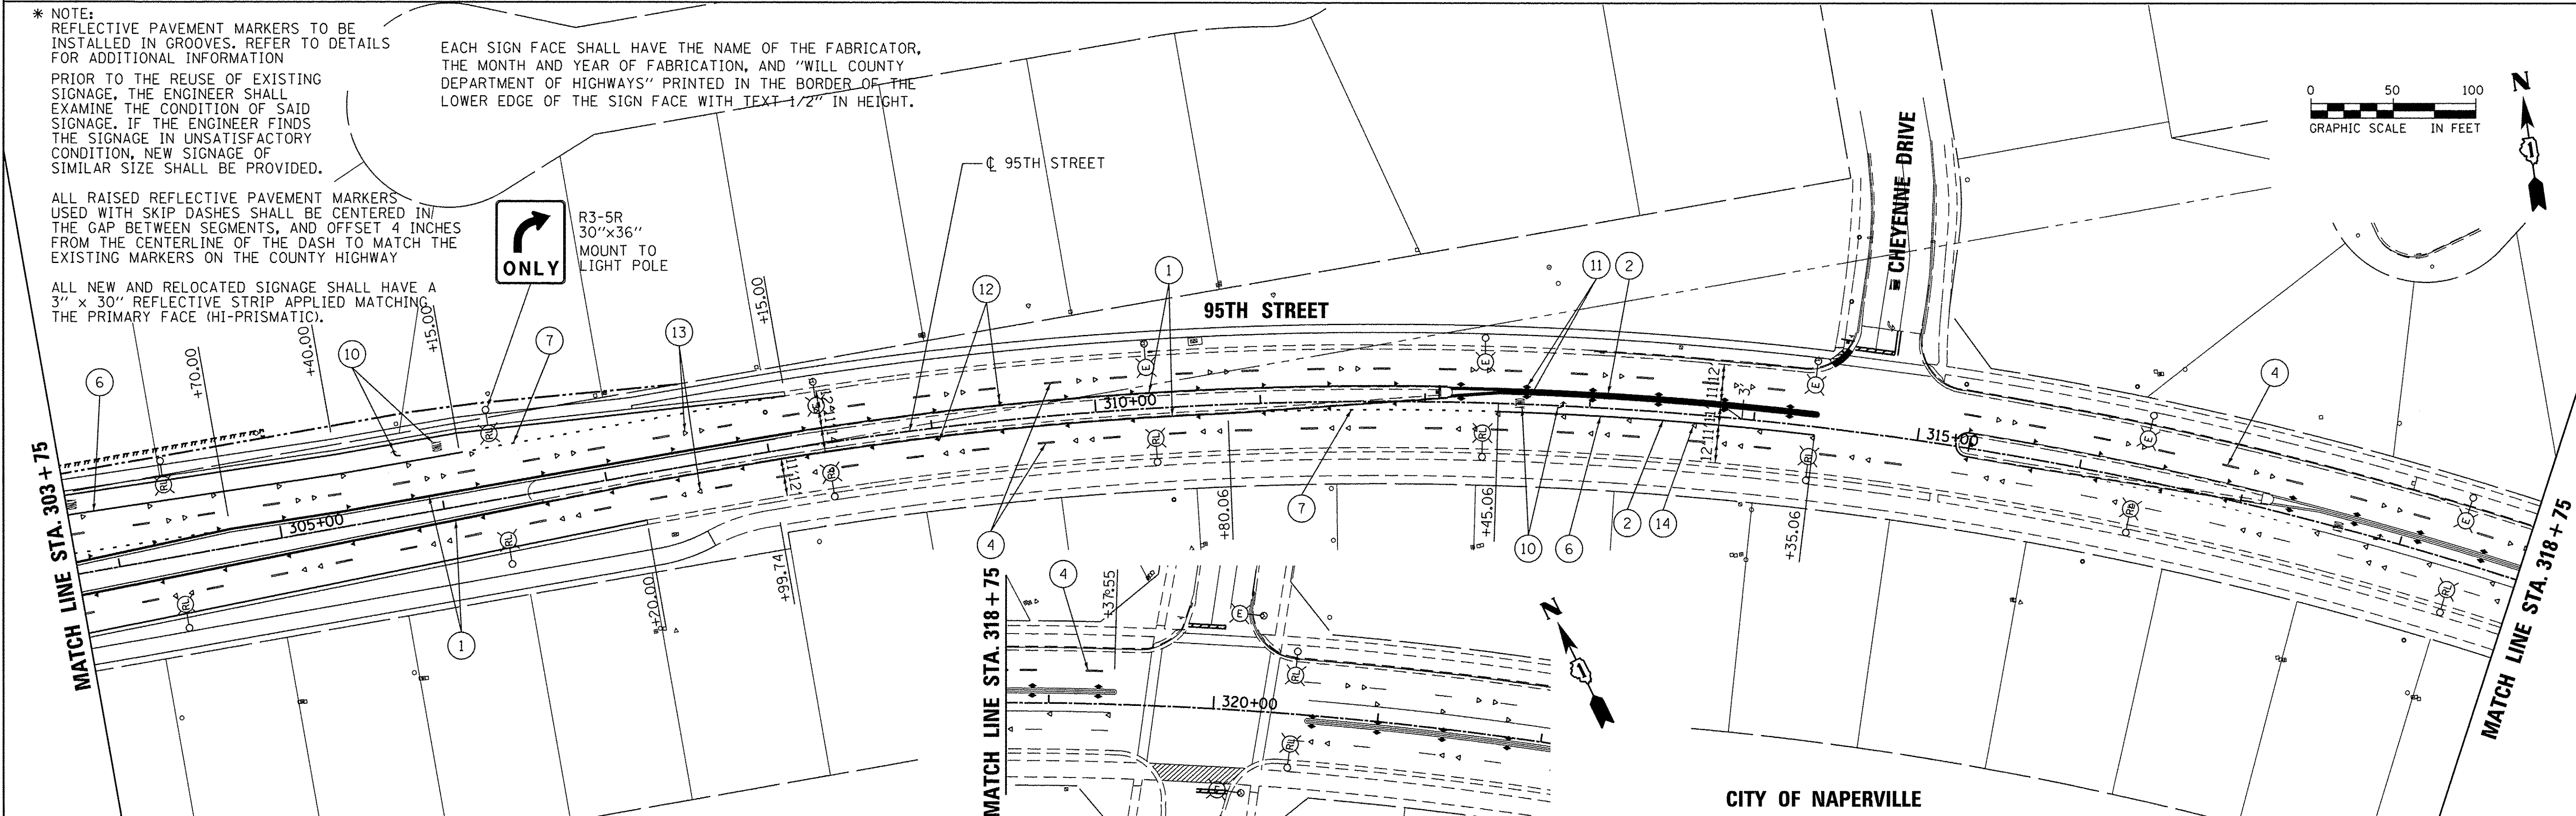 * NOTE:
REFLECTIVE PAVEMENT MARKERS TO BE
INSTALLED IN GROOVES. REFER TO DETAILS
FOR ADDITIONAL INFORMATION
PRIOR TO THE REUSE OF EXISTING
SIGNAGE, THE ENGINEER SHALL
EXAMINE THE CONDITION OF SAID
SIGNAGE. IF THE ENGINEER FINDS
THE SIGNAGE IN UNSATISFACTORY
CONDITION, NEW SIGNAGE OF
SIMILAR SIZE SHALL BE PROVIDED.
ALL RAISED REFLECTIVE PAVEMENT MARKERS
USED WITH SKIP DASHES SHALL BE CENTERED IN
THE GAP BETWEEN SEGMENTS, AND OFFSET 4 INCHES
FROM THE CENTERLINE OF THE DASH TO MATCH THE
EXISTING MARKERS ON THE COUNTY HIGHWAY
ALL NEW AND RELOCATED SIGNAGE SHALL HAVE A
3" x 30" REFLECTIVE STRIP APPLIED MATCHING
THE PRIMARY FACE (HI-PRISMATIC).
EACH SIGN FACE SHALL HAVE THE NAME OF THE FABRICATOR,
THE MONTH AND YEAR OF FABRICATION, AND "WILL COUNTY
DEPARTMENT OF HIGHWAYS" PRINTED IN THE BORDER OF THE
LOWER EDGE OF THE SIGN FACE WITH TEXT 1/2" IN HEIGHT.
ONLY
R3-5R
30"x36"
MOUNT TO
LIGHT POLE
℄ 95TH STREET
95TH STREET
CHEYENNE DRIVE
0 50 100
GRAPHIC SCALE IN FEET
N
MATCH LINE STA. 303+75
6
+70.00
+40.00
10
+15.00
7
13
+15.00
12
1
11
2
4
305+00
310+00
315+00
1
+20.00
+99.74
4
+80.06
7
+45.06
10
6
2
14
+35.06
MATCH LINE STA. 318+75
MATCH LINE STA. 318+75
4
+37.55
320+00
N
CITY OF NAPERVILLE